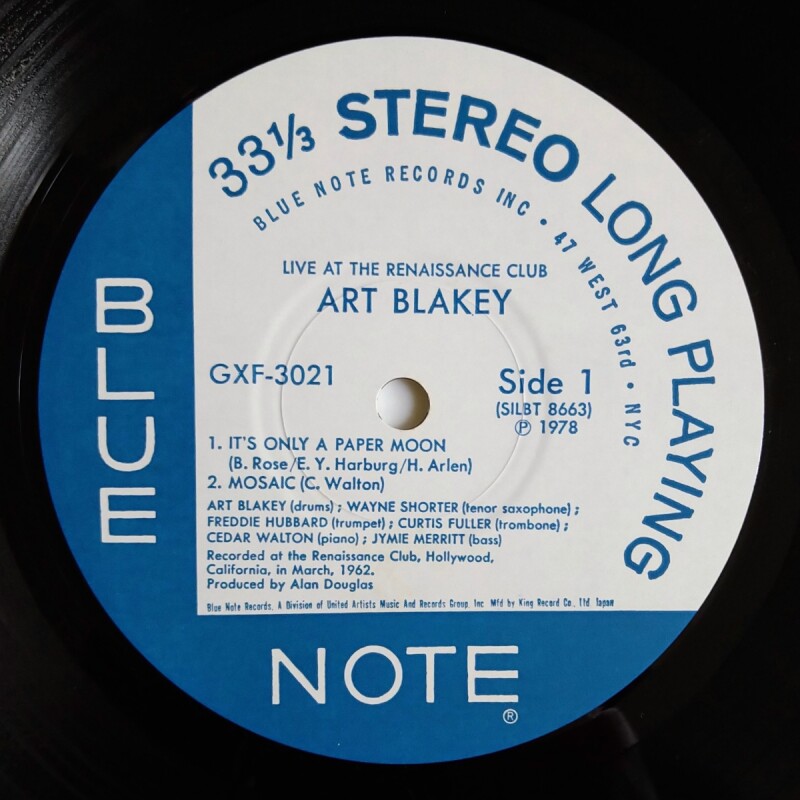 33⅓ STEREO LONG PLAYING
BLUE NOTE RECORDS INC • 47 WEST 63rd • NYC
LIVE AT THE RENAISSANCE CLUB
ART BLAKEY
GXF-3021
Side 1
(SILBT 8663)
Ⓟ 1978
1. IT'S ONLY A PAPER MOON
(B. Rose/E. Y. Harburg/H. Arlen)
2. MOSAIC (C. Walton)
ART BLAKEY (drums) ; WAYNE SHORTER (tenor saxophone) ;
FREDDIE HUBBARD (trumpet) ; CURTIS FULLER (trombone) ;
CEDAR WALTON (piano) ; JYMIE MERRITT (bass)
Recorded at the Renaissance Club, Hollywood,
California, in March, 1962.
Produced by Alan Douglas
Blue Note Records, A Division of United Artists Music And Records Group, Inc Mfd by King Record Co., Ltd Japan
BLUE
NOTE
®